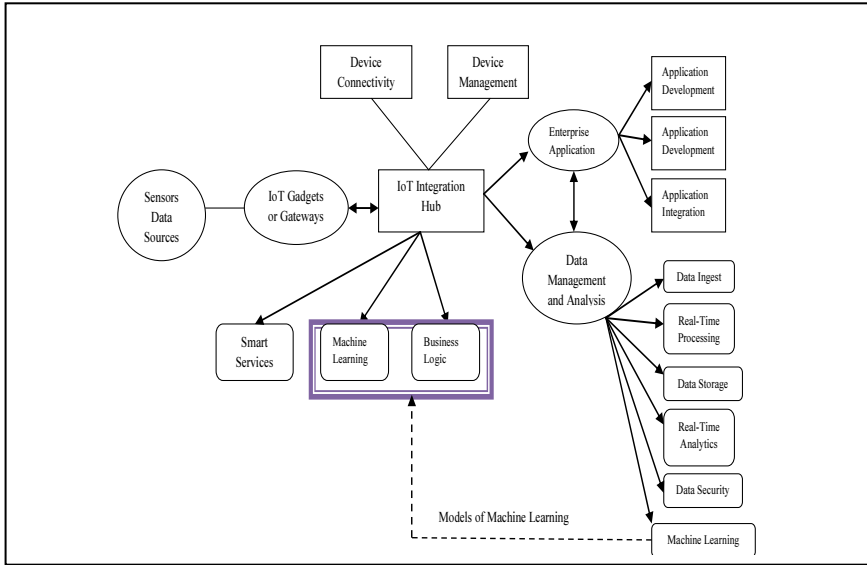 Device
Connectivity
Device
Management
Application
Development
Enterprise
Application
Application
Development
Application
Integration
Sensors
Data
Sources
IoT Gadgets
or Gateways
IoT Integration
Hub
Data
Management
and Analysis
Data Ingest
Real-Time
Processing
Data Storage
Real-Time
Analytics
Data Security
Machine Learning
Smart
Services
Machine
Learning
Business
Logic
Models of Machine Learning